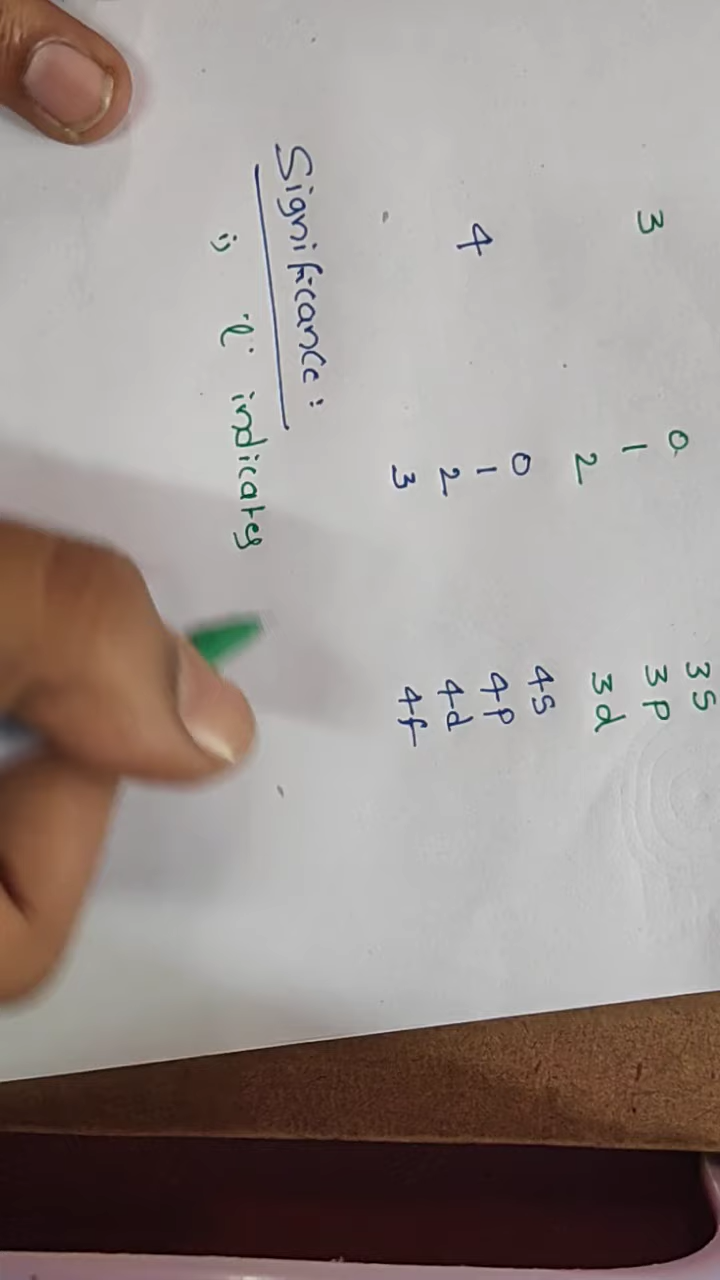 3 0 3s
1 3p
2 3d
4 0 4s
1 4p
2 4d
3 4f
Significance:
i) 'l' indicates